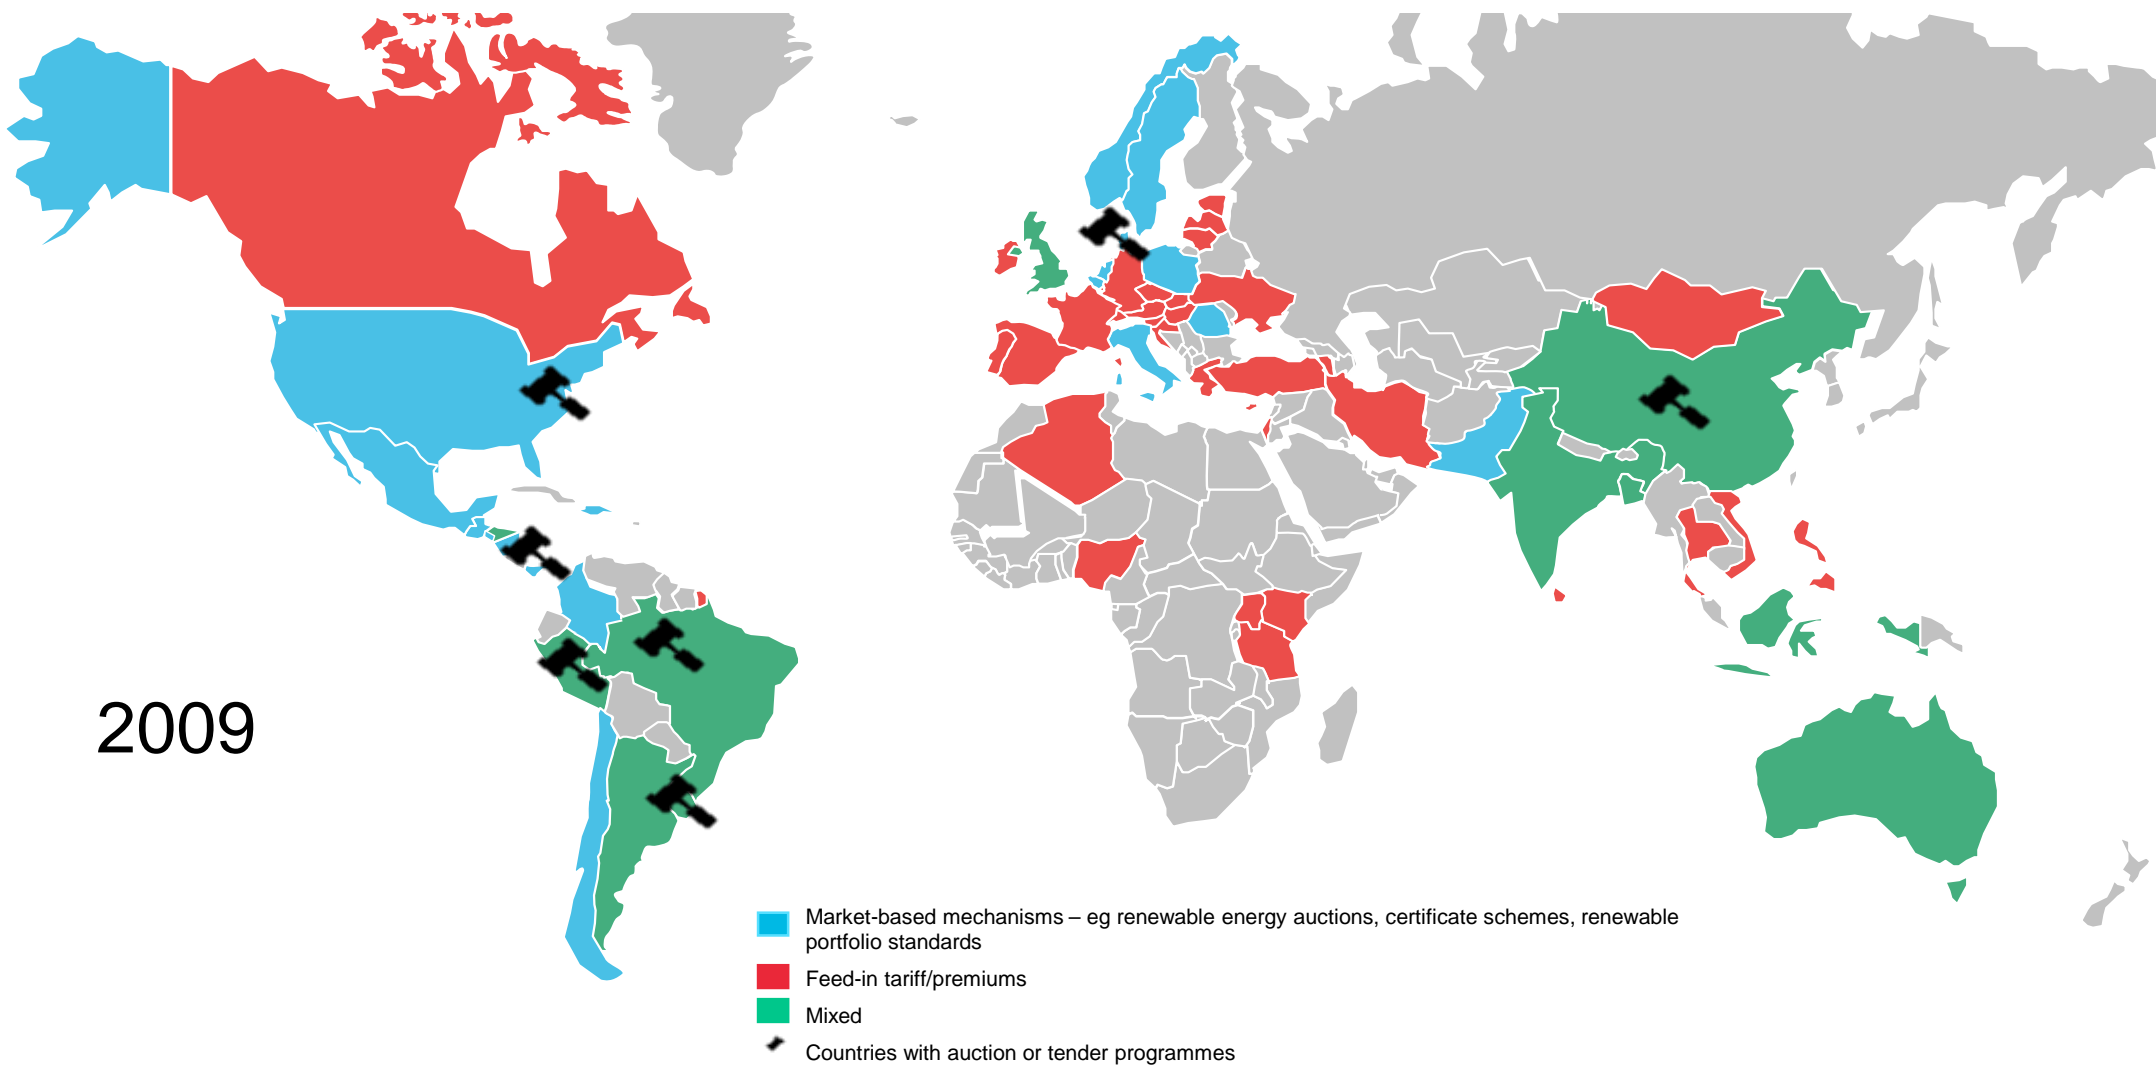 2009
Market-based mechanisms – eg renewable energy auctions, certificate schemes, renewable
portfolio standards
Feed-in tariff/premiums
Mixed
Countries with auction or tender programmes